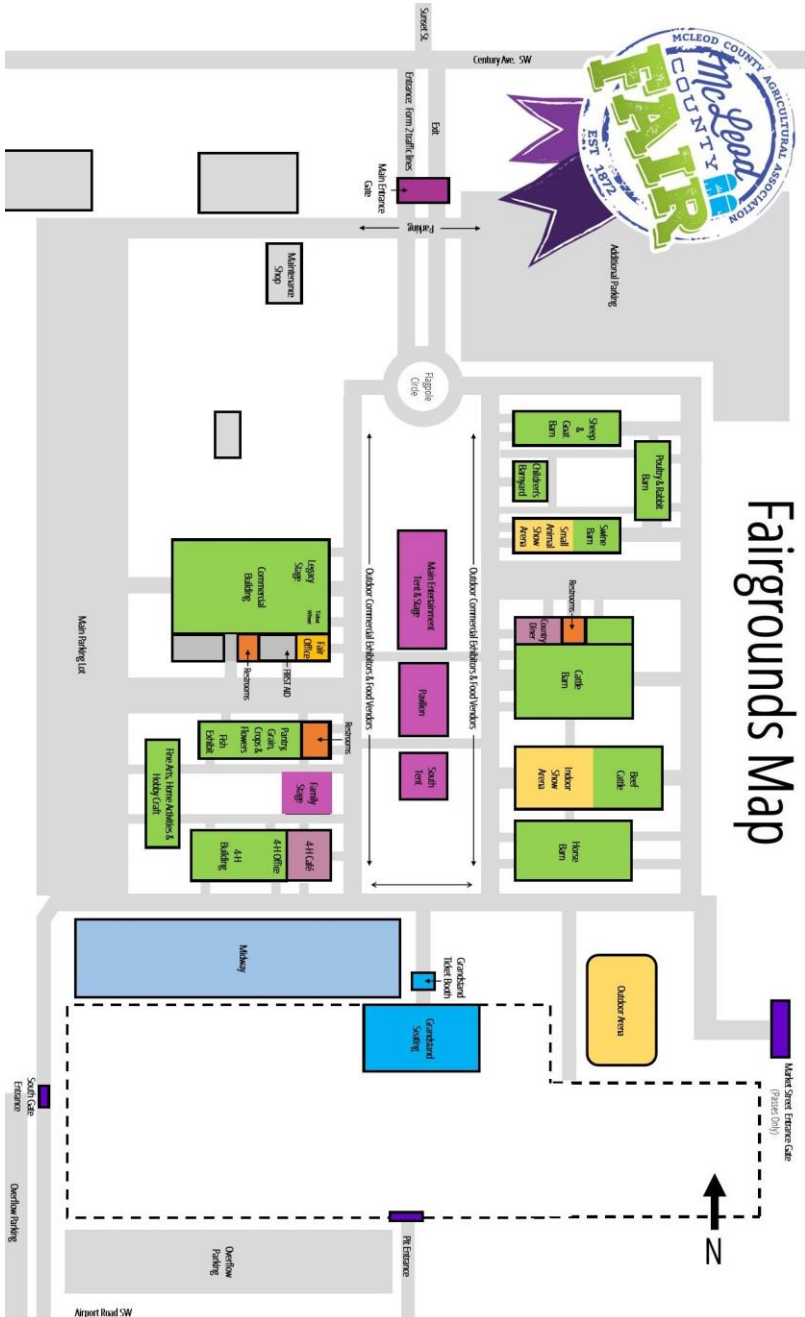 Fairgrounds Map
MCLEOD COUNTY AGRICULTURAL ASSOCIATION
McLeod
COUNTY
FAIR
EST 1872
Sunset St.
Century Ave. SW
Entrance: Form 2 traffic lines
Exit
Main Entrance
Gate
Parking
Additional Parking
Maintenance
Shop
Flagpole
Circle
Sheep
&
Goat
Barn
Poultry & Rabbit
Barn
Children's
Barnyard
Swine
Barn
Small
Animal
Show
Arena
Outdoor Commercial Exhibitors & Food Vendors
Outdoor Commercial Exhibitors & Food Vendors
Main Entertainment
Tent & Stage
Pavilion
South
Tent
Restrooms
Country
Diner
Cattle
Barn
Beef
Cattle
Indoor
Show
Arena
Horse
Barn
Legacy
Stage
Commercial
Building
Fair
Office
FIRST AID
Restrooms
Restrooms
Pantry,
Grain,
Crops &
Flowers
Fish
Exhibit
Family
Stage
Fine Arts, Home Activities &
Hobby Craft
4-H Café
4-H Office
4-H
Building
Main Parking Lot
Midway
Grandstand
Ticket Booth
Grandstand
Seating
Outdoor Arena
Market Street Entrance Gate
(Passes Only)
South Gate
Entrance
Overflow Parking
Overflow
Parking
Pit Entrance
N
Airport Road SW